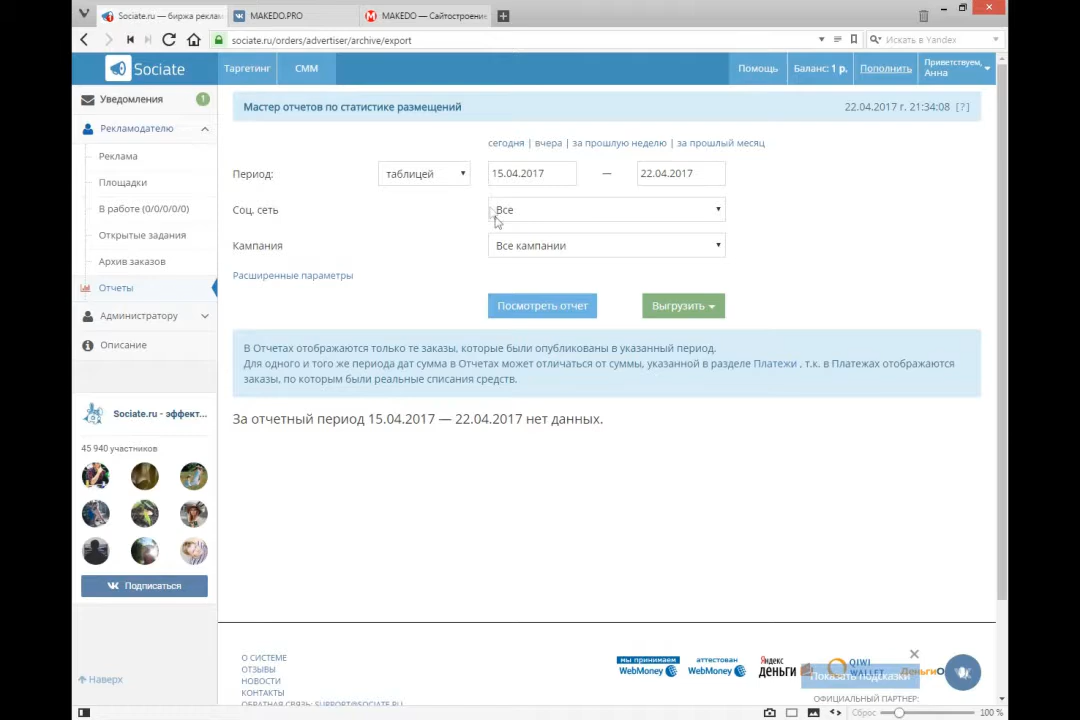 Sociate.ru — биржа реклам
MAKEDO.PRO
MAKEDO — Сайтостроение
sociate.ru/orders/advertiser/archive/export
Искать в Yandex
Sociate
Таргетинг
СММ
Помощь
Баланс: 1 р.
Пополнить
Приветствуем,
Анна
Уведомления
1
Рекламодателю
Реклама
Площадки
В работе (0/0/0/0/0)
Открытые задания
Архив заказов
Отчеты
Администратору
Описание
Sociate.ru - эффект...
45 940 участников
Подписаться
Наверх
Мастер отчетов по статистике размещений
22.04.2017 г. 21:34:08 [?]
сегодня | вчера | за прошлую неделю | за прошлый месяц
Период:
таблицей
15.04.2017
—
22.04.2017
Соц. сеть
Все
Кампания
Все кампании
Расширенные параметры
Посмотреть отчет
Выгрузить
В Отчетах отображаются только те заказы, которые были опубликованы в указанный период.
Для одного и того же периода дат сумма в Отчетах может отличаться от суммы, указанной в разделе Платежи , т.к. в Платежах отображаются
заказы, по которым были реальные списания средств.
За отчетный период 15.04.2017 — 22.04.2017 нет данных.
О СИСТЕМЕ
ОТЗЫВЫ
НОВОСТИ
КОНТАКТЫ
ОБРАТНАЯ СВЯЗЬ: SUPPORT@SOCIATE.RU
мы принимаем
WebMoney
аттестован
WebMoney
Яндекс
деньги
QIWI
WALLET
Показать подсказки
ОФИЦИАЛЬНЫЙ ПАРТНЕР:
Сброс
100 %